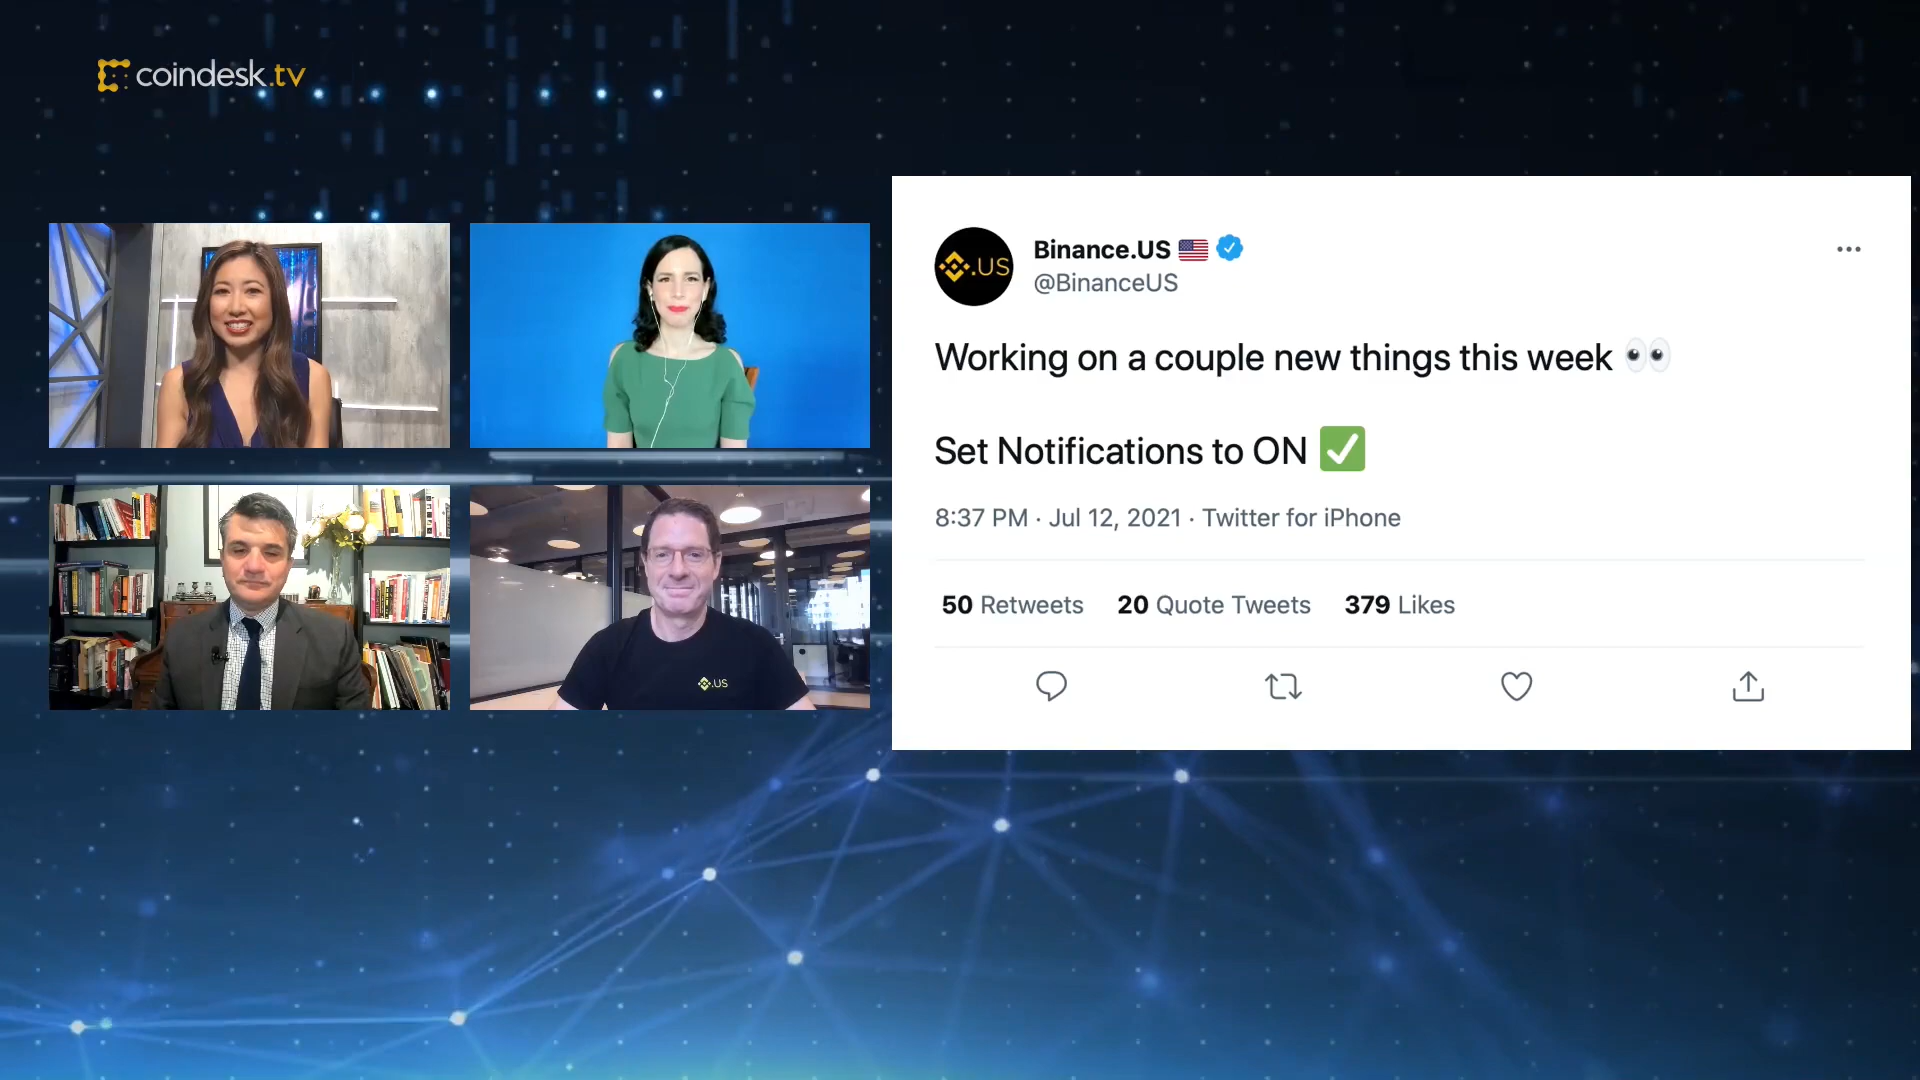 coindesk.tv
.US
Binance.US
@BinanceUS
Working on a couple new things this week 👀
Set Notifications to ON ✅
8:37 PM · Jul 12, 2021 · Twitter for iPhone
50 Retweets 20 Quote Tweets 379 Likes
.US